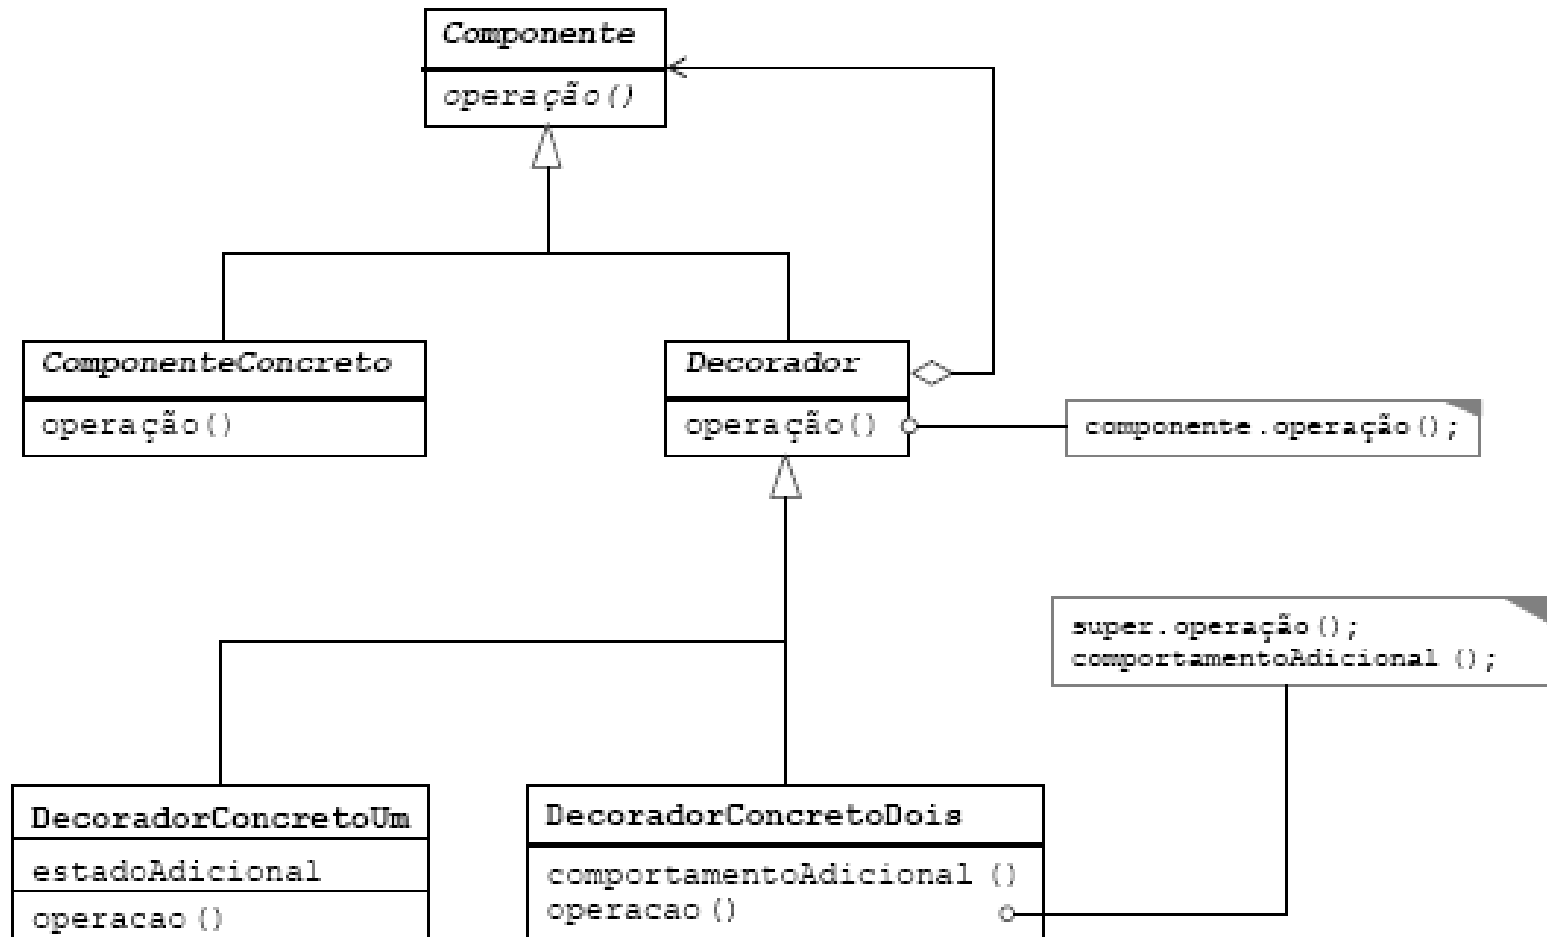 Componente
operação()
ComponenteConcreto
operação()
Decorador
operação()
componente.operação();
super.operação();
comportamentoAdicional ();
DecoradorConcretoUm
estadoAdicional
operacao()
DecoradorConcretoDois
comportamentoAdicional ()
operacao()